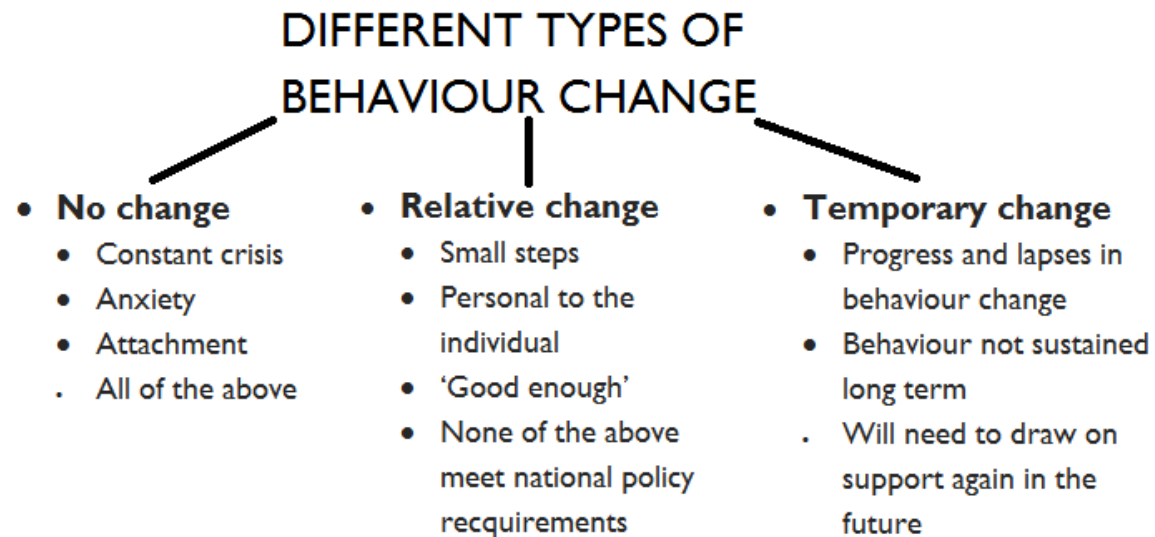 DIFFERENT TYPES OF
BEHAVIOUR CHANGE
• No change
• Constant crisis
• Anxiety
• Attachment
. All of the above
• Relative change
• Small steps
• Personal to the
individual
• ‘Good enough’
• None of the above
meet national policy
recquirements
• Temporary change
• Progress and lapses in
behaviour change
• Behaviour not sustained
long term
. Will need to draw on
support again in the
future